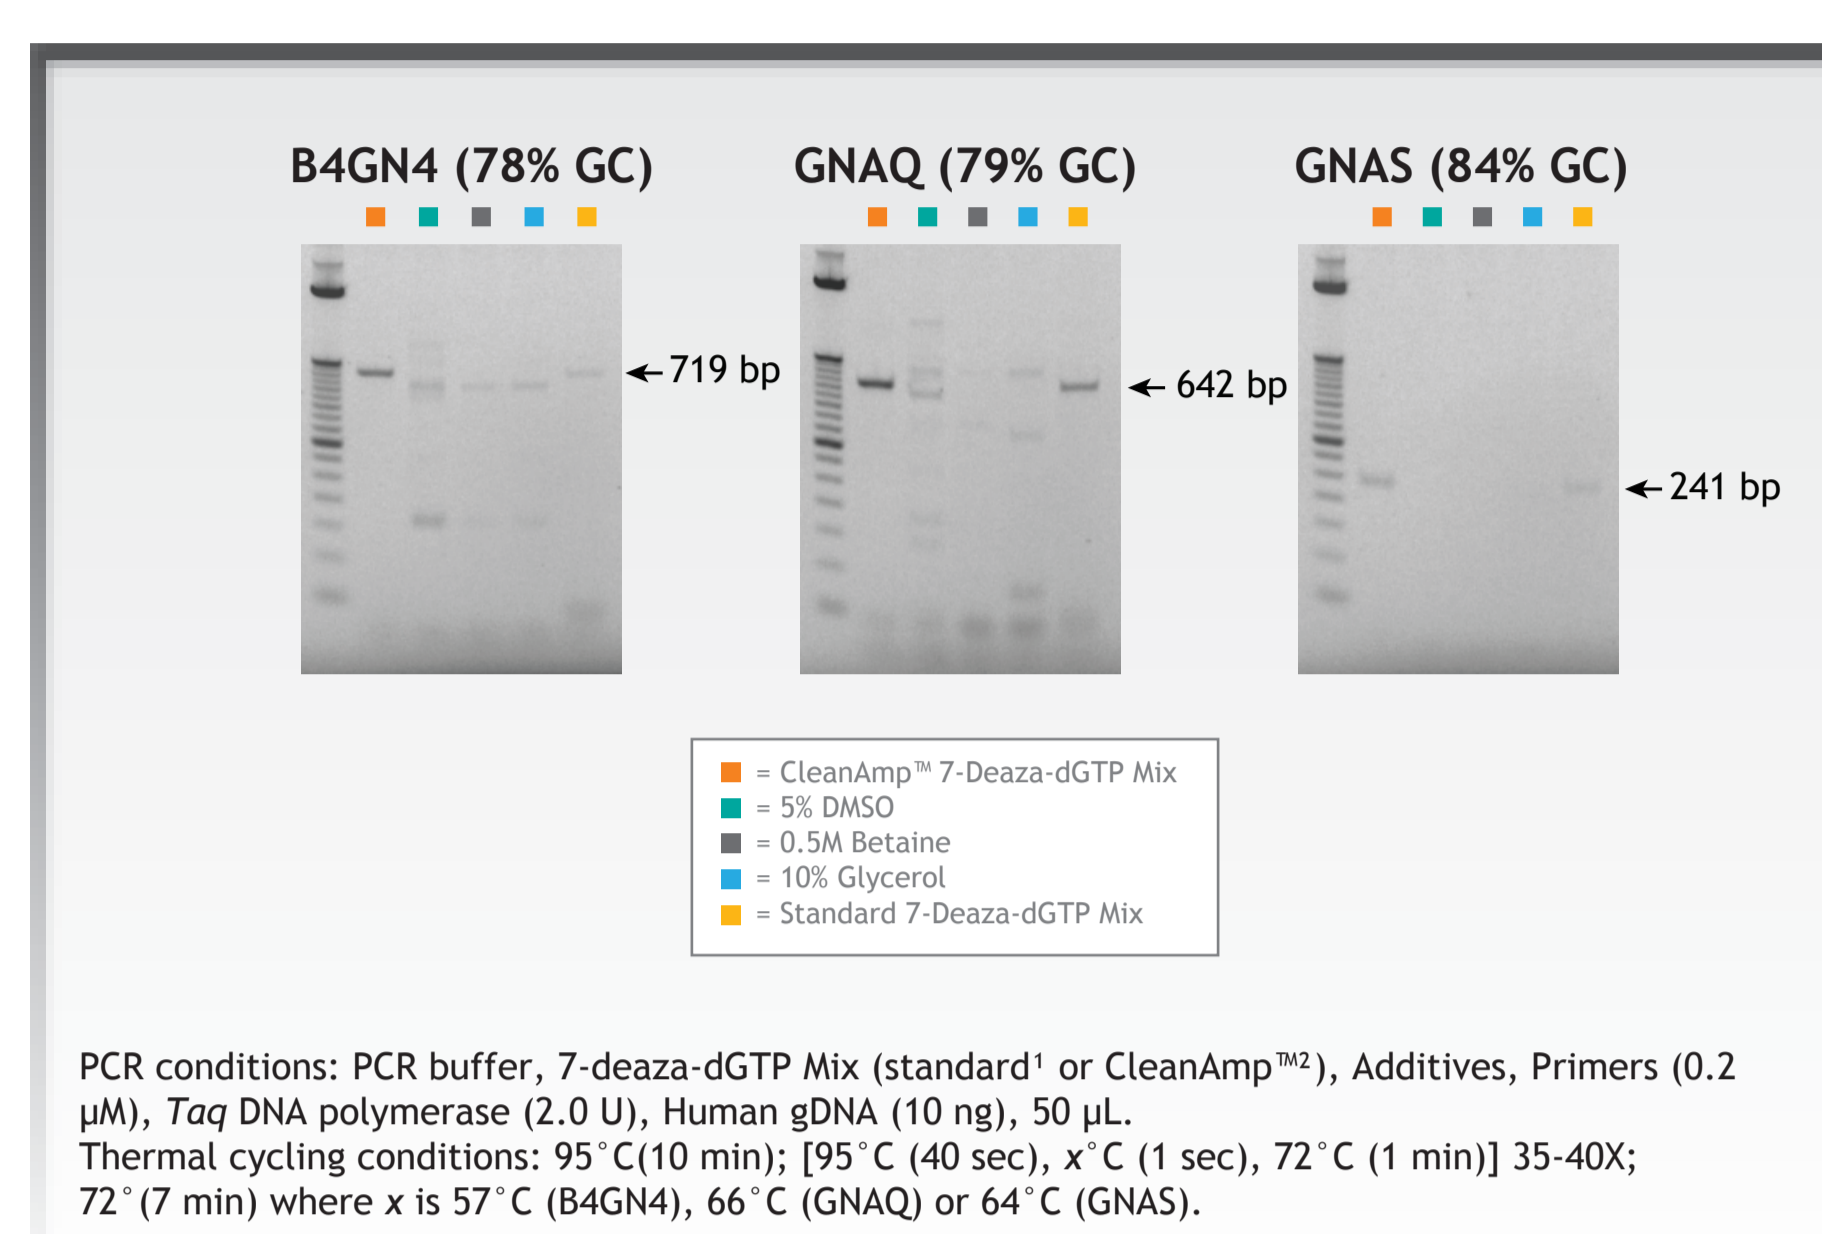 B4GN4 (78% GC)
GNAQ (79% GC)
GNAS (84% GC)
←719 bp
← 642 bp
←241 bp
= CleanAmp™ 7-Deaza-dGTP Mix
= 5% DMSO
= 0.5M Betaine
= 10% Glycerol
= Standard 7-Deaza-dGTP Mix
PCR conditions: PCR buffer, 7-deaza-dGTP Mix (standard¹ or CleanAmp™²), Additives, Primers (0.2
µM), Taq DNA polymerase (2.0 U), Human gDNA (10 ng), 50 µL.
Thermal cycling conditions: 95°C(10 min); [95°C (40 sec), x°C (1 sec), 72°C (1 min)] 35-40X;
72°(7 min) where x is 57°C (B4GN4), 66°C (GNAQ) or 64°C (GNAS).